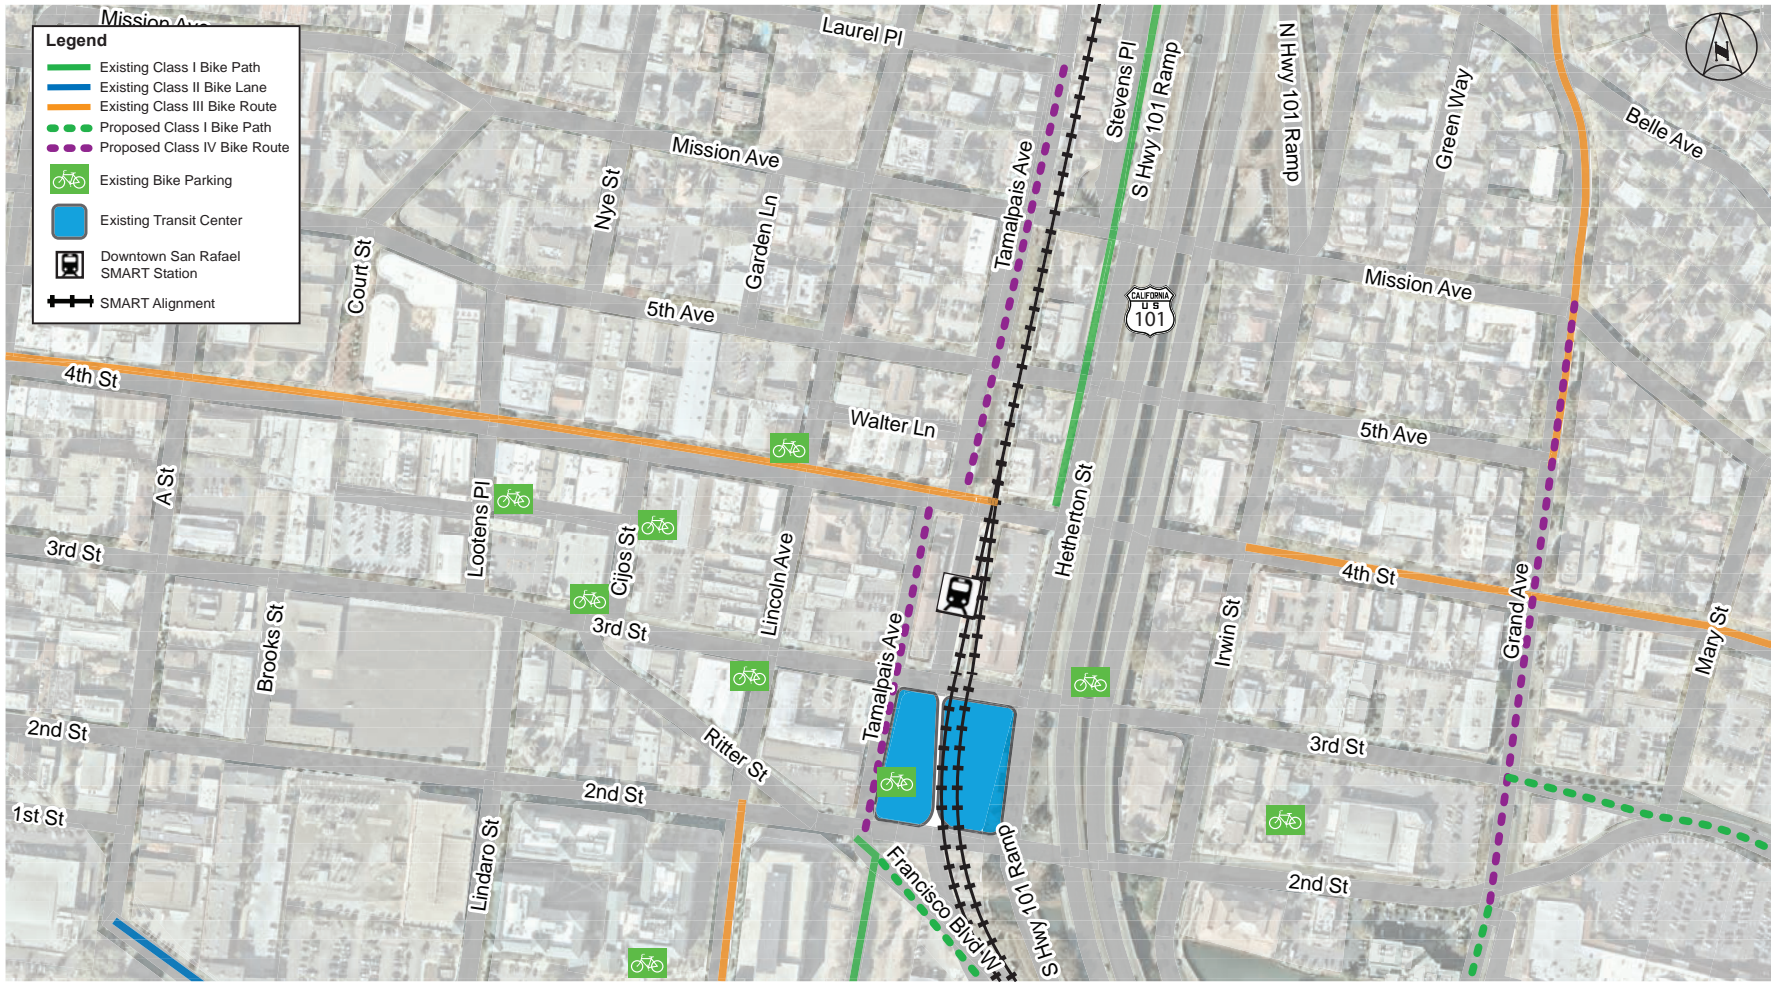 Mission Ave
Legend
Existing Class I Bike Path
Existing Class II Bike Lane
Existing Class III Bike Route
Proposed Class I Bike Path
Proposed Class IV Bike Route
Existing Bike Parking
Existing Transit Center
Downtown San Rafael
SMART Station
SMART Alignment
Laurel Pl
Stevens Pl
S Hwy 101 Ramp
N Hwy 101 Ramp
Green Way
Belle Ave
Mission Ave
Nye St
Garden Ln
Tamalpais Ave
Court St
5th Ave
Mission Ave
CALIFORNIA
U S
101
4th St
Walter Ln
5th Ave
A St
Lootens Pl
Cijos St
Lincoln Ave
Hetherton St
3rd St
4th St
Grand Ave
Brooks St
3rd St
Tamalpais Ave
Irwin St
Mary St
2nd St
Ritter St
3rd St
1st St
2nd St
Lindaro St
Francisco Blvd W
S Hwy 101 Ramp
2nd St